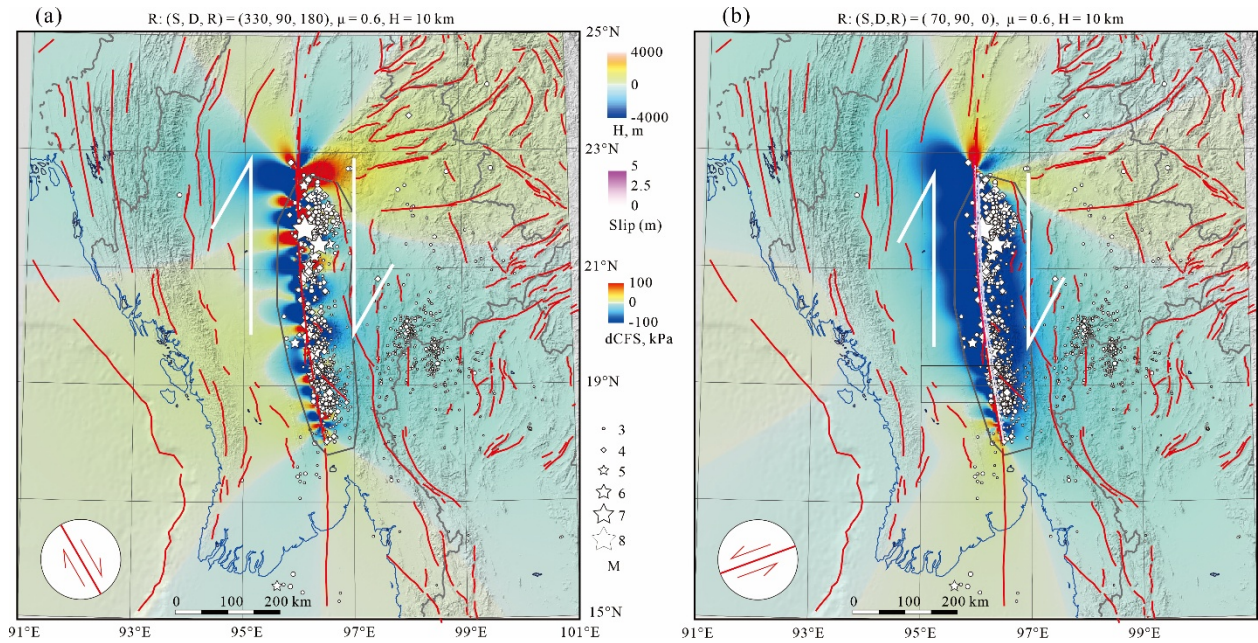 (a) R: (S, D, R) = (330, 90, 180), μ = 0.6, H = 10 km
(b) R: (S,D,R) = ( 70, 90, 0), μ = 0.6, H = 10 km
25°N
4000
0
-4000
H, m
23°N
5
2.5
0
Slip (m)
21°N
100
0
-100
dCFS, kPa
19°N
3
4
5
6
7
8
M
15°N
0 100 200 km
0 100 200 km
91°E 93°E 95°E 97°E 99°E 101°E
91°E 93°E 95°E 97°E 99°E